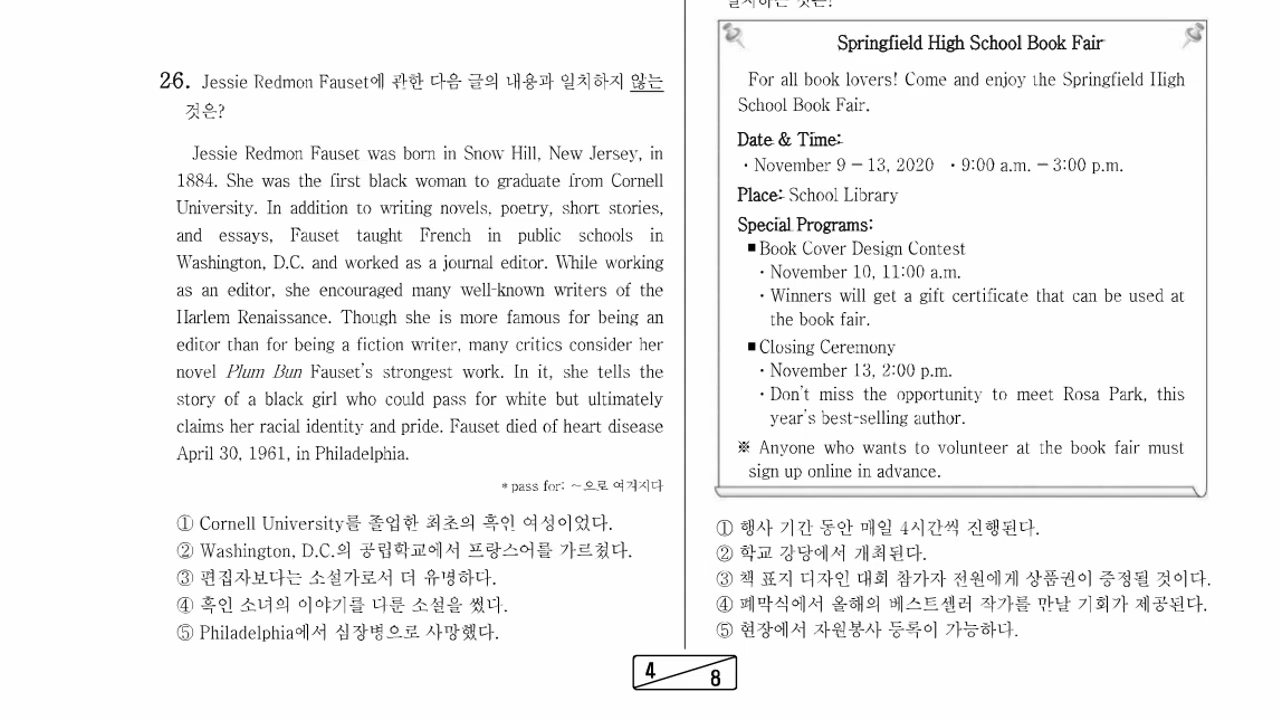 26. Jessie Redmon Fauset에 관한 다음 글의 내용과 일치하지 않는
것은?
Jessie Redmon Fauset was born in Snow Hill, New Jersey, in
1884. She was the first black woman to graduate from Cornell
University. In addition to writing novels, poetry, short stories,
and essays, Fauset taught French in public schools in
Washington, D.C. and worked as a journal editor. While working
as an editor, she encouraged many well-known writers of the
Harlem Renaissance. Though she is more famous for being an
editor than for being a fiction writer, many critics consider her
novel Plum Bun Fauset's strongest work. In it, she tells the
story of a black girl who could pass for white but ultimately
claims her racial identity and pride. Fauset died of heart disease
April 30, 1961, in Philadelphia.
* pass for: ~으로 여겨지다
① Cornell University를 졸업한 최초의 흑인 여성이었다.
② Washington, D.C.의 공립학교에서 프랑스어를 가르쳤다.
③ 편집자보다는 소설가로서 더 유명하다.
④ 흑인 소녀의 이야기를 다룬 소설을 썼다.
⑤ Philadelphia에서 심장병으로 사망했다.
일치하는 것은?
Springfield High School Book Fair
For all book lovers! Come and enjoy the Springfield High
School Book Fair.
Date & Time:
· November 9 − 13, 2020 · 9:00 a.m. − 3:00 p.m.
Place: School Library
Special Programs:
■ Book Cover Design Contest
· November 10, 11:00 a.m.
· Winners will get a gift certificate that can be used at
the book fair.
■ Closing Ceremony
· November 13, 2:00 p.m.
· Don't miss the opportunity to meet Rosa Park, this
year's best-selling author.
※ Anyone who wants to volunteer at the book fair must
sign up online in advance.
① 행사 기간 동안 매일 4시간씩 진행된다.
② 학교 강당에서 개최된다.
③ 책 표지 디자인 대회 참가자 전원에게 상품권이 증정될 것이다.
④ 폐막식에서 올해의 베스트셀러 작가를 만날 기회가 제공된다.
⑤ 현장에서 자원봉사 등록이 가능하다.
4
8